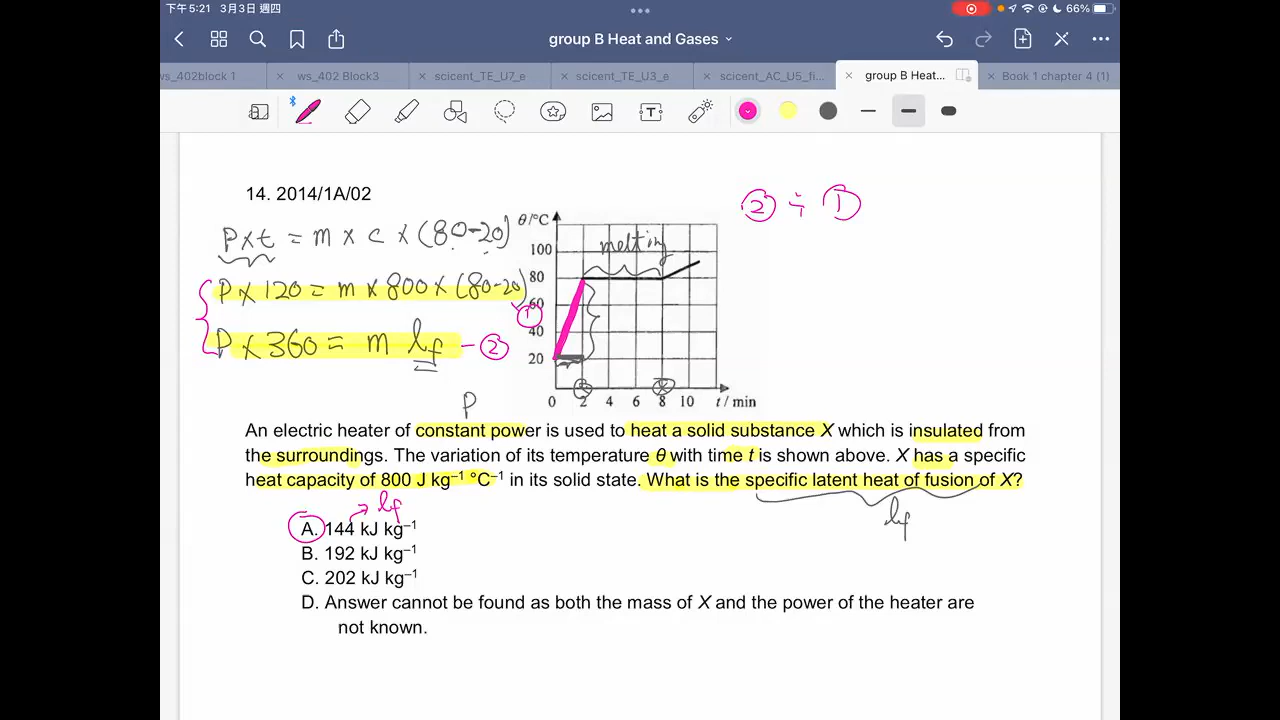 下午5:21 3月3日 週四
66%
group B Heat and Gases
ws_402block 1
ws_402 Block3
scicent_TE_U7_e
scicent_TE_U3_e
scicent_AC_U5_fi...
group B Heat...
Book 1 chapter 4 (1)
14. 2014/1A/02
② ÷ ①
P×t = m × c × (80-20)
P × 120 = m × 800 × (80-20)
①
P × 360 = m lf — ②
θ/°C
100
80
60
40
20
melting
0 2 4 6 8 10 t / min
P
An electric heater of constant power is used to heat a solid substance X which is insulated from
the surroundings. The variation of its temperature θ with time t is shown above. X has a specific
heat capacity of 800 J kg⁻¹ °C⁻¹ in its solid state. What is the specific latent heat of fusion of X?
→ lf
lf
A. 144 kJ kg⁻¹
B. 192 kJ kg⁻¹
C. 202 kJ kg⁻¹
D. Answer cannot be found as both the mass of X and the power of the heater are
not known.